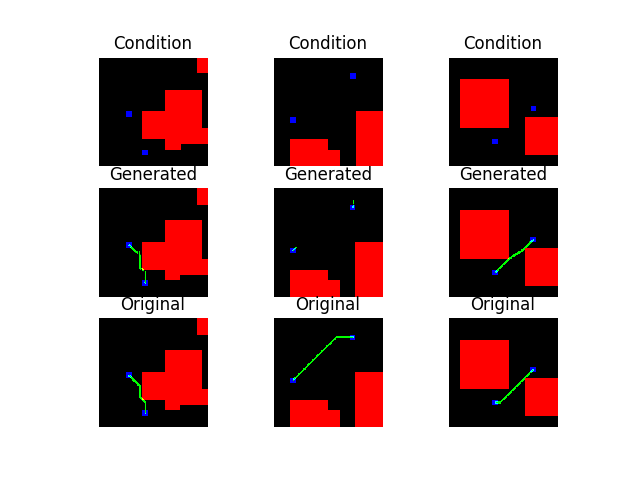 Condition Condition Condition
Generated Generated Generated
Original Original Original